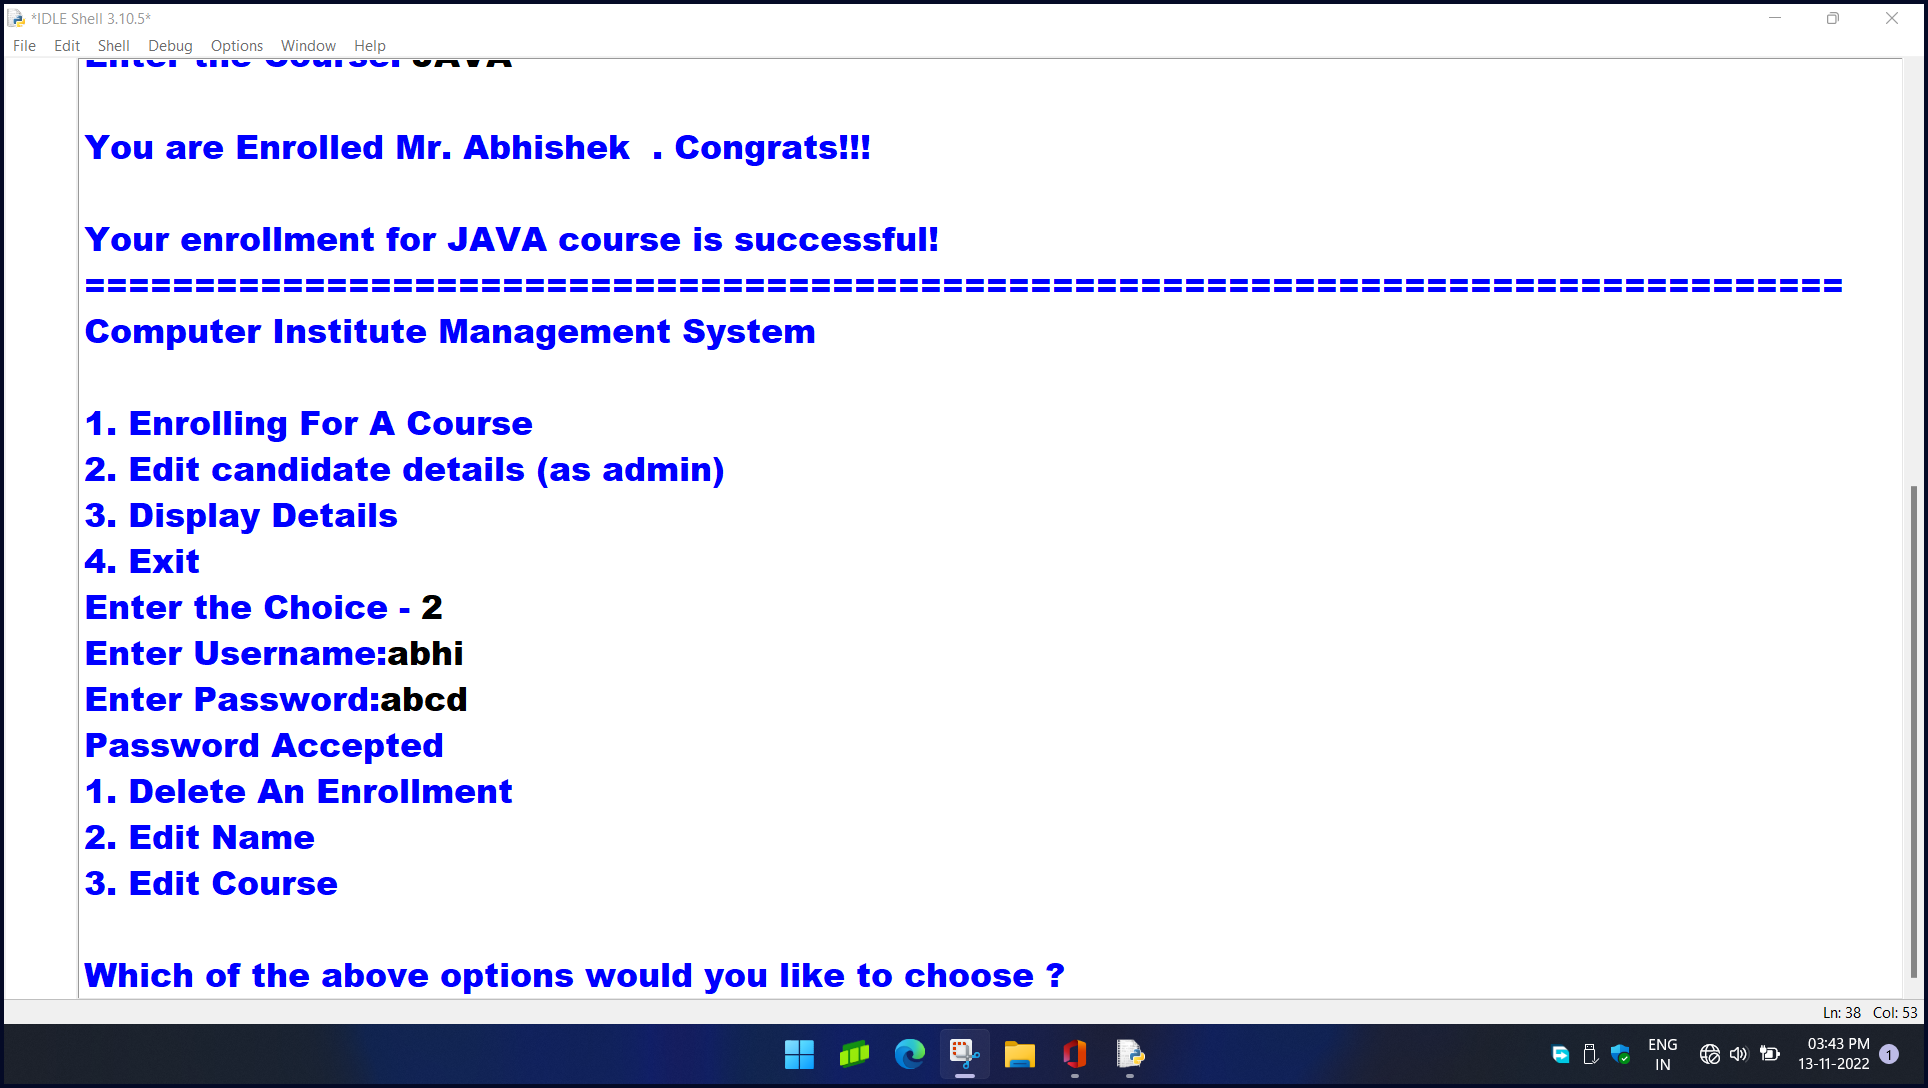 *IDLE Shell 3.10.5*
File Edit Shell Debug Options Window Help
Enter the Course: JAVA
You are Enrolled Mr. Abhishek  . Congrats!!!
Your enrollment for JAVA course is successful!
================================================================================
Computer Institute Management System
1. Enrolling For A Course
2. Edit candidate details (as admin)
3. Display Details
4. Exit
Enter the Choice - 2
Enter Username:abhi
Enter Password:abcd
Password Accepted
1. Delete An Enrollment
2. Edit Name
3. Edit Course
Which of the above options would you like to choose ?
Ln: 38 Col: 53
ENG
IN
03:43 PM
13-11-2022
1